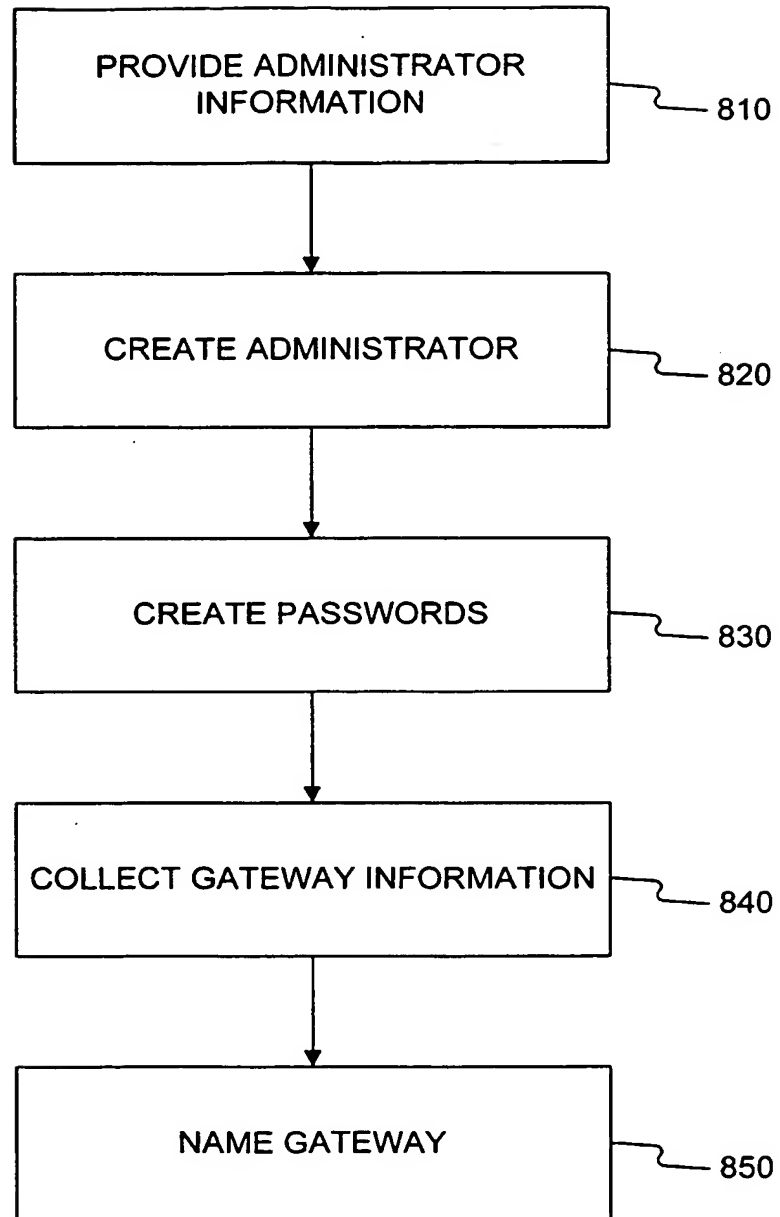 PROVIDE ADMINISTRATOR
INFORMATION
810
CREATE ADMINISTRATOR
820
CREATE PASSWORDS
830
COLLECT GATEWAY INFORMATION
840
NAME GATEWAY
850